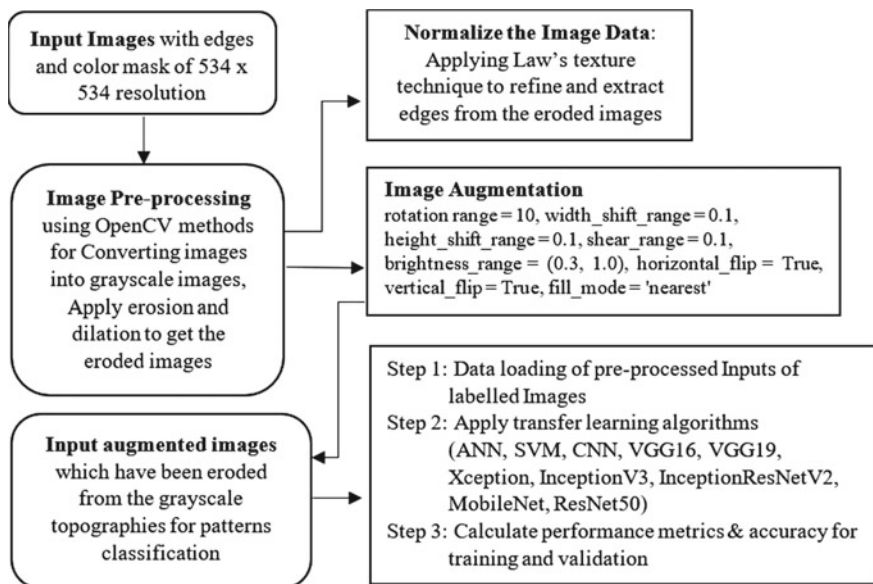 Input Images with edges
and color mask of 534 x
534 resolution
Normalize the Image Data:
Applying Law's texture
technique to refine and extract
edges from the eroded images
Image Pre-processing
using OpenCV methods
for Converting images
into grayscale images,
Apply erosion and
dilation to get the
eroded images
Image Augmentation
rotation range = 10, width_shift_range = 0.1,
height_shift_range = 0.1, shear_range = 0.1,
brightness_range = (0.3, 1.0), horizontal_flip = True,
vertical_flip = True, fill_mode = 'nearest'
Input augmented images
which have been eroded
from the grayscale
topographies for patterns
classification
Step 1: Data loading of pre-processed Inputs of
labelled Images
Step 2: Apply transfer learning algorithms
(ANN, SVM, CNN, VGG16, VGG19,
Xception, InceptionV3, InceptionResNetV2,
MobileNet, ResNet50)
Step 3: Calculate performance metrics & accuracy for
training and validation